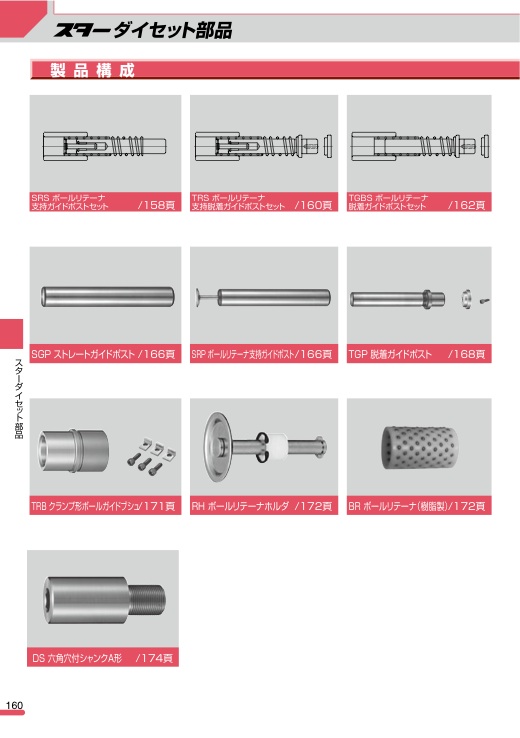 スター ダイセット部品
製品構成
SRS ボールリテーナ
支持ガイドポストセット /158頁
TRS ボールリテーナ
支持脱着ガイドポストセット /160頁
TGBS ボールリテーナ
脱着ガイドポストセット /162頁
SGP ストレートガイドポスト /166頁
SRP ボールリテーナ支持ガイドポスト/166頁
TGP 脱着ガイドポスト /168頁
スターダイセット部品
TRB クランプ形ボールガイドブシュ/171頁
RH ボールリテーナホルダ /172頁
BR ボールリテーナ(樹脂製)/172頁
DS 六角穴付シャンクA形 /174頁
160